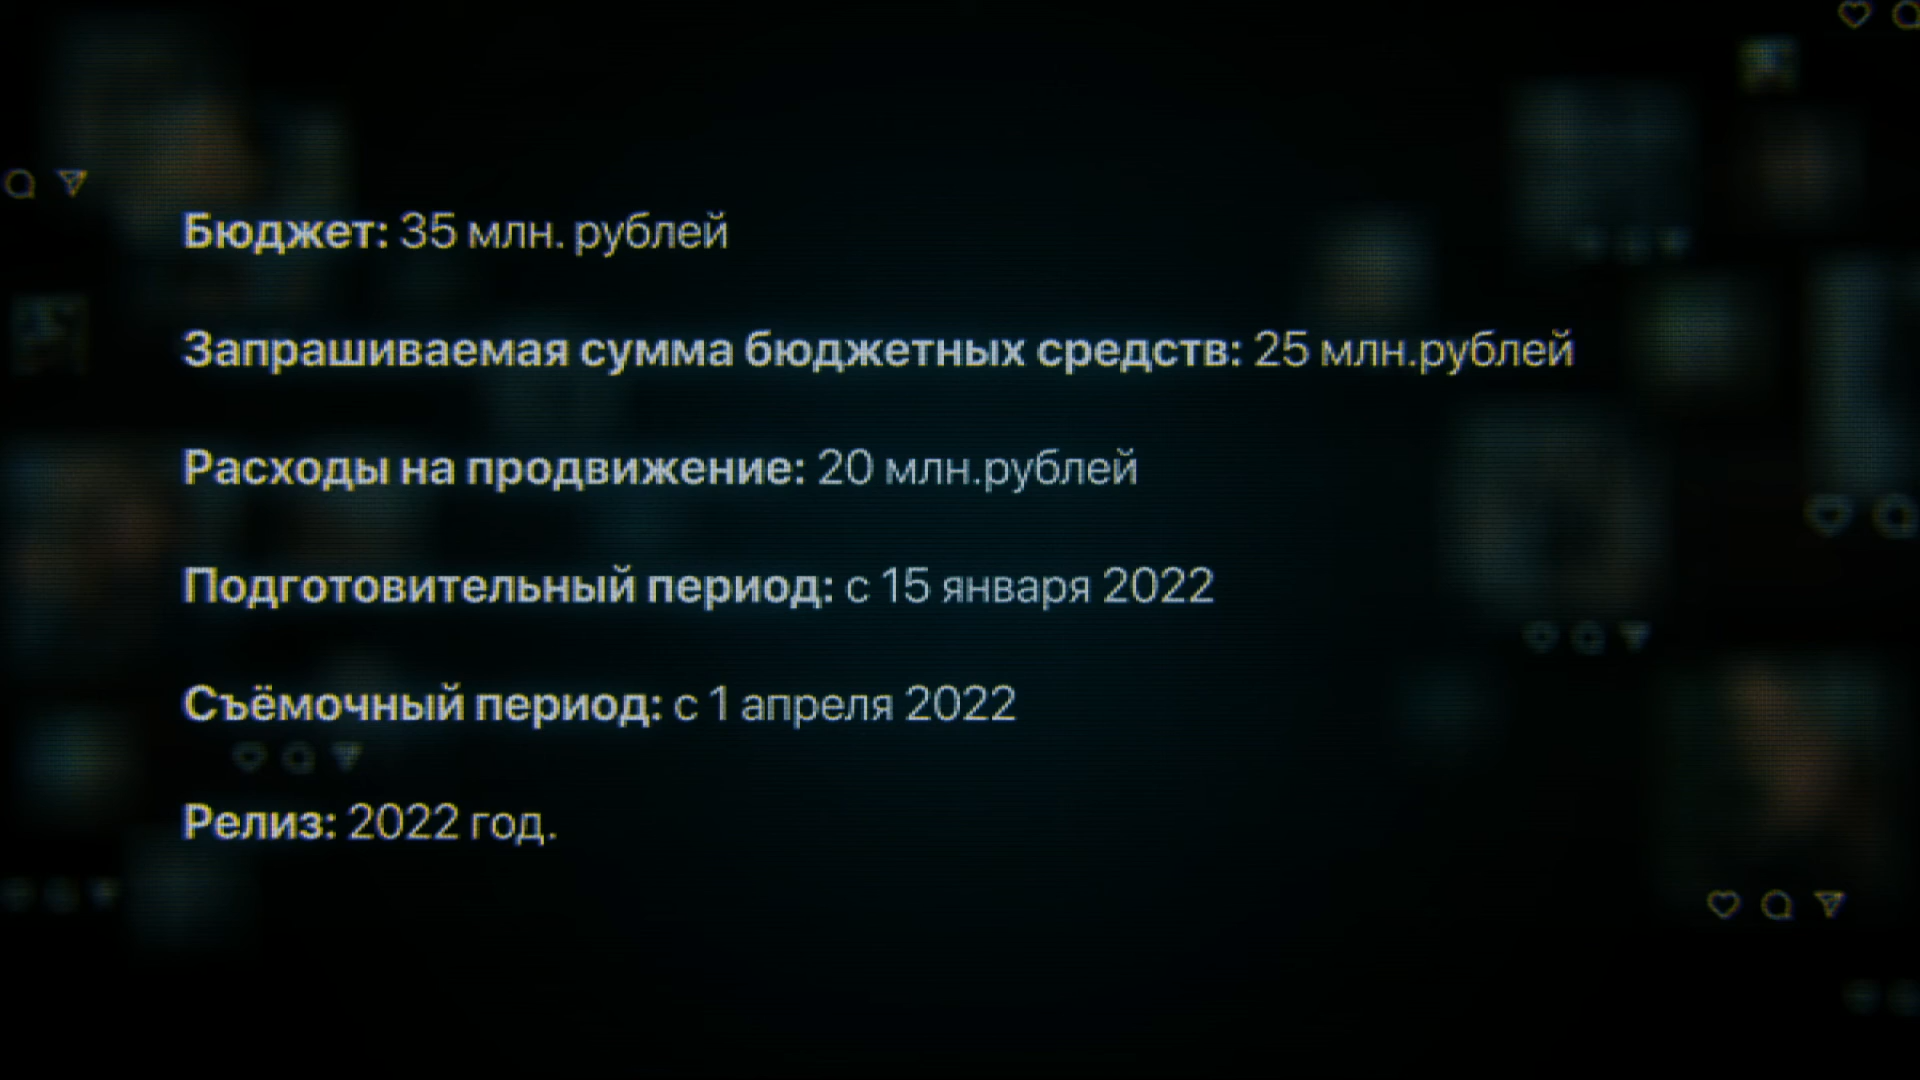 Бюджет: 35 млн. рублей
Запрашиваемая сумма бюджетных средств: 25 млн.рублей
Расходы на продвижение: 20 млн.рублей
Подготовительный период: с 15 января 2022
Съёмочный период: с 1 апреля 2022
Релиз: 2022 год.